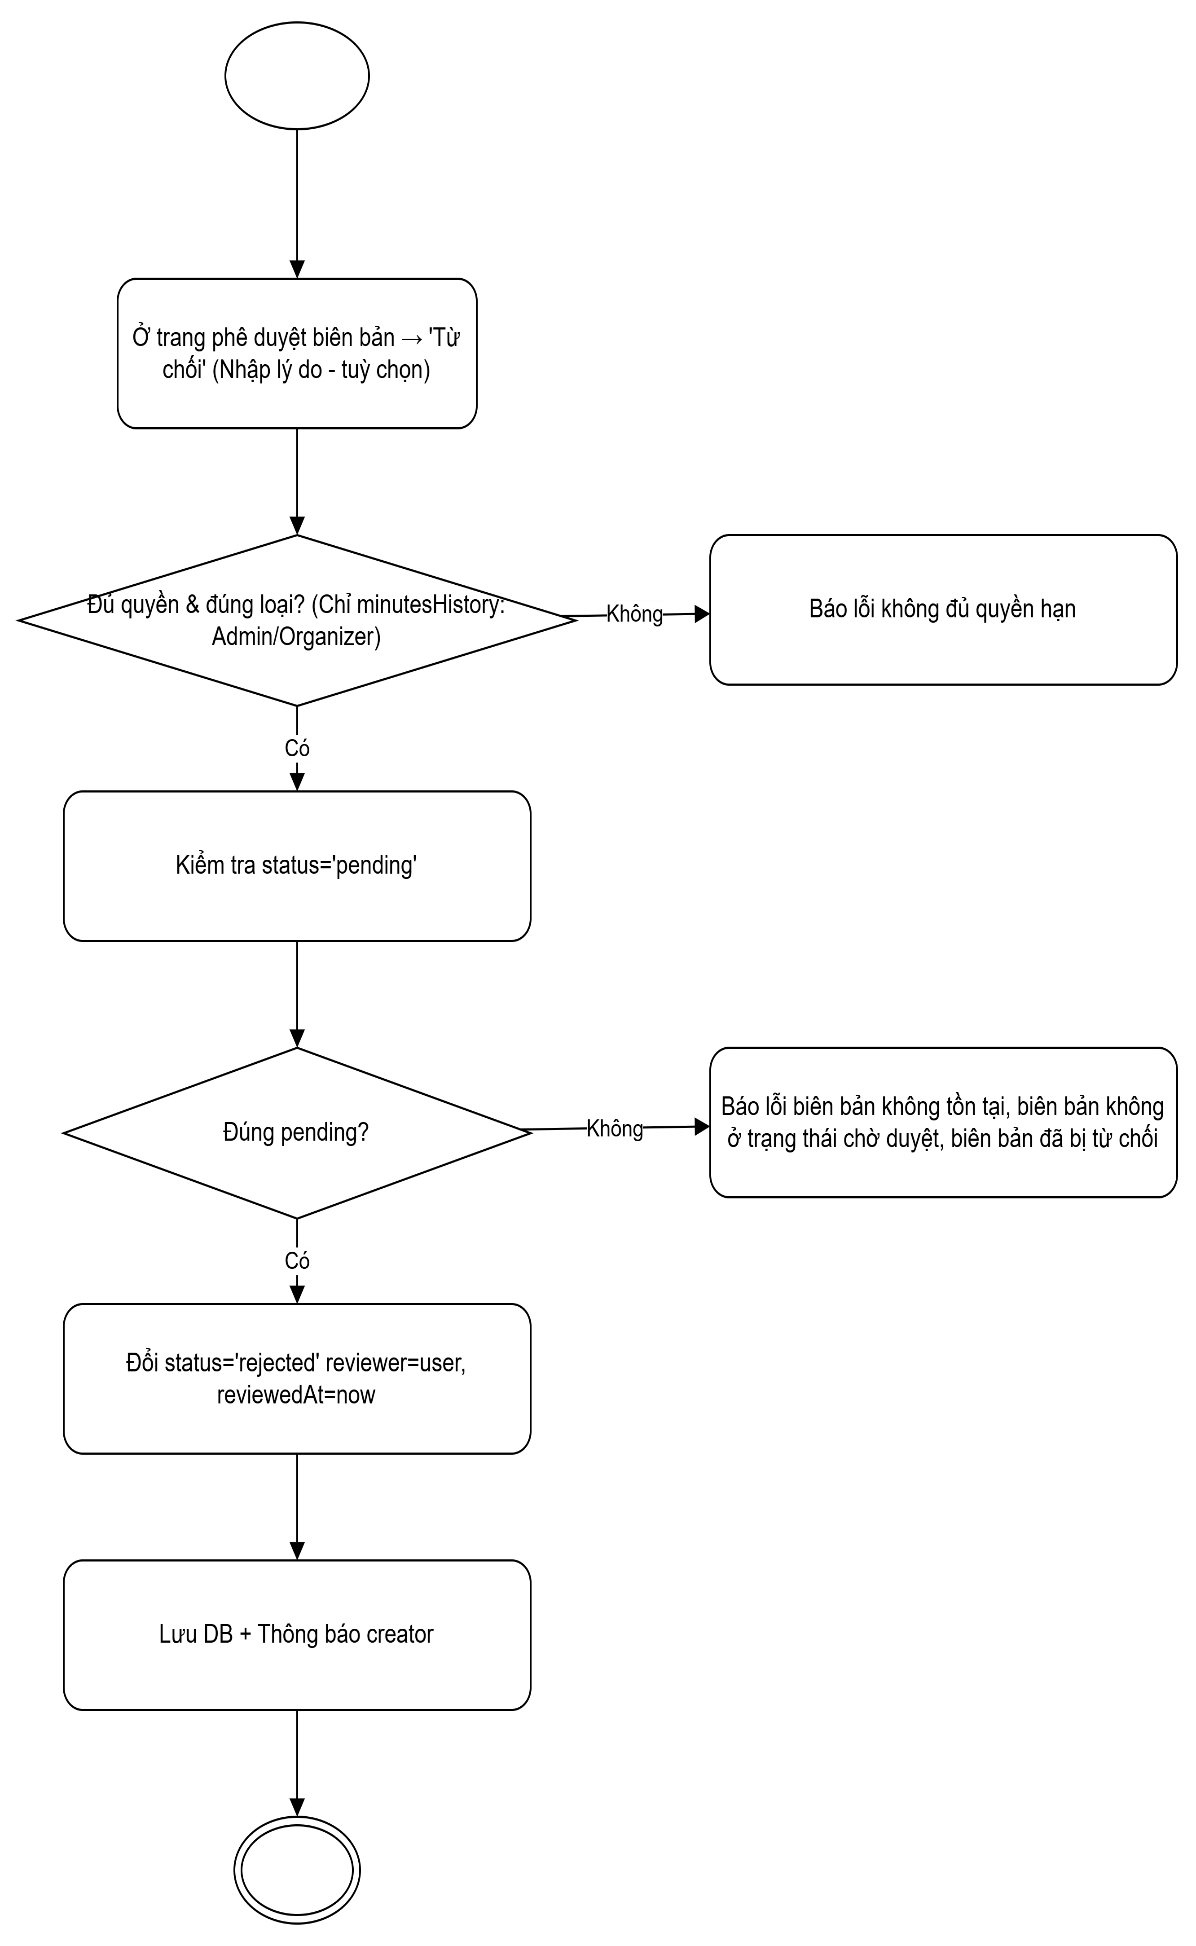 Ở trang phê duyệt biên bản → 'Từ
chối' (Nhập lý do - tuỳ chọn)
Đủ quyền & đúng loại? (Chỉ minutesHistory:
Admin/Organizer)
Không
Báo lỗi không đủ quyền hạn
Có
Kiểm tra status='pending'
Đúng pending?
Không
Báo lỗi biên bản không tồn tại, biên bản không
ở trạng thái chờ duyệt, biên bản đã bị từ chối
Có
Đổi status='rejected' reviewer=user,
reviewedAt=now
Lưu DB + Thông báo creator